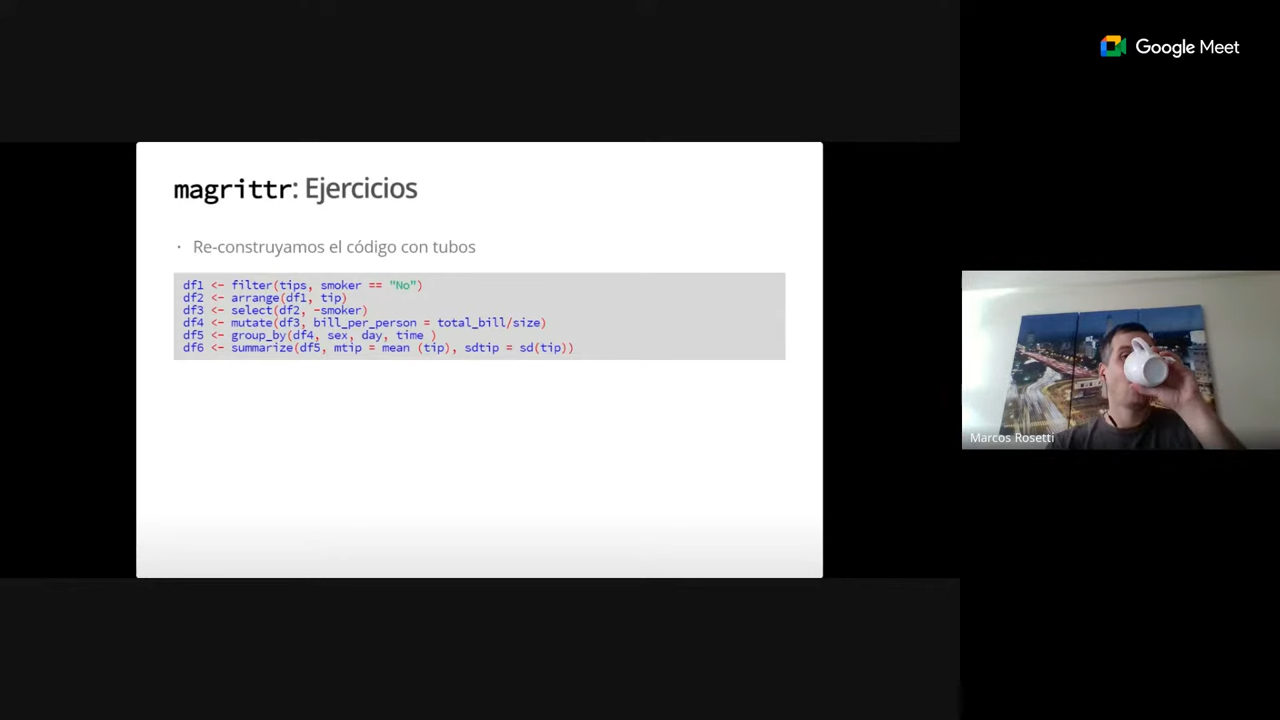 Google Meet
magrittr: Ejercicios
· Re-construyamos el código con tubos
df1 <- filter(tips, smoker == "No")
df2 <- arrange(df1, tip)
df3 <- select(df2, -smoker)
df4 <- mutate(df3, bill_per_person = total_bill/size)
df5 <- group_by(df4, sex, day, time )
df6 <- summarize(df5, mtip = mean (tip), sdtip = sd(tip))
Marcos Rosetti